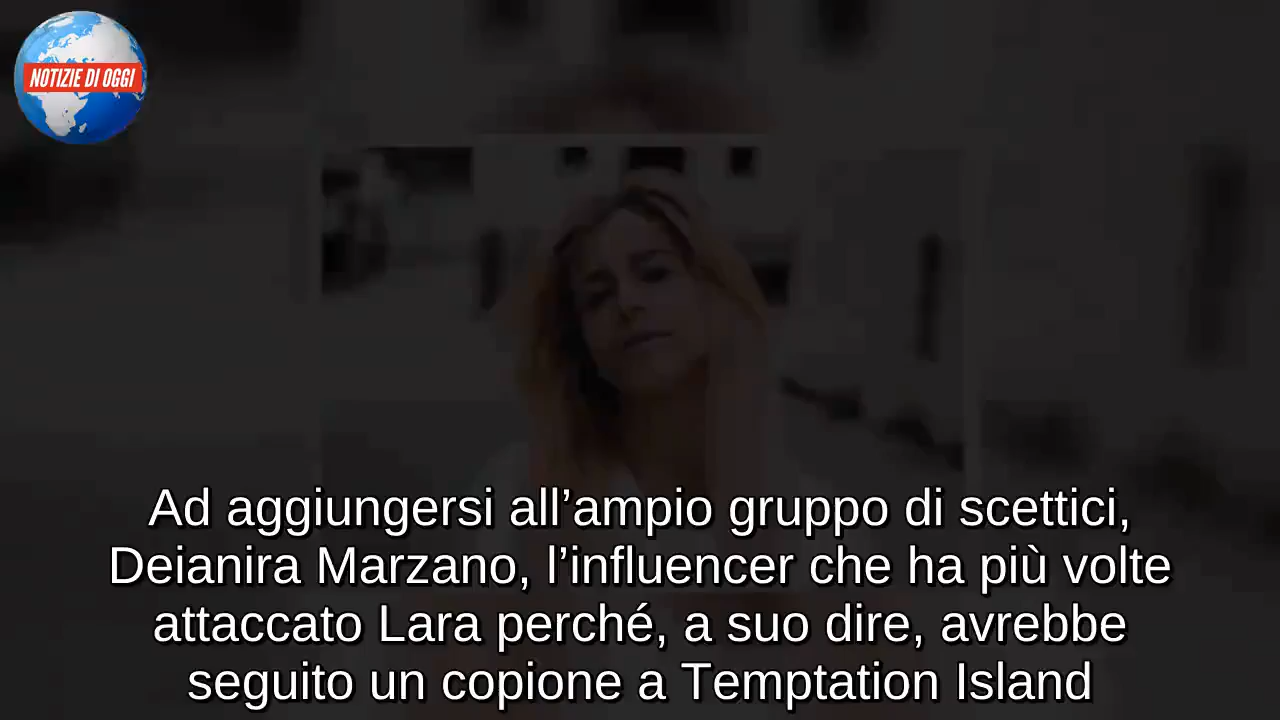 NOTIZIE DI OGGI
Ad aggiungersi all’ampio gruppo di scettici,
Deianira Marzano, l’influencer che ha più volte
attaccato Lara perché, a suo dire, avrebbe
seguito un copione a Temptation Island